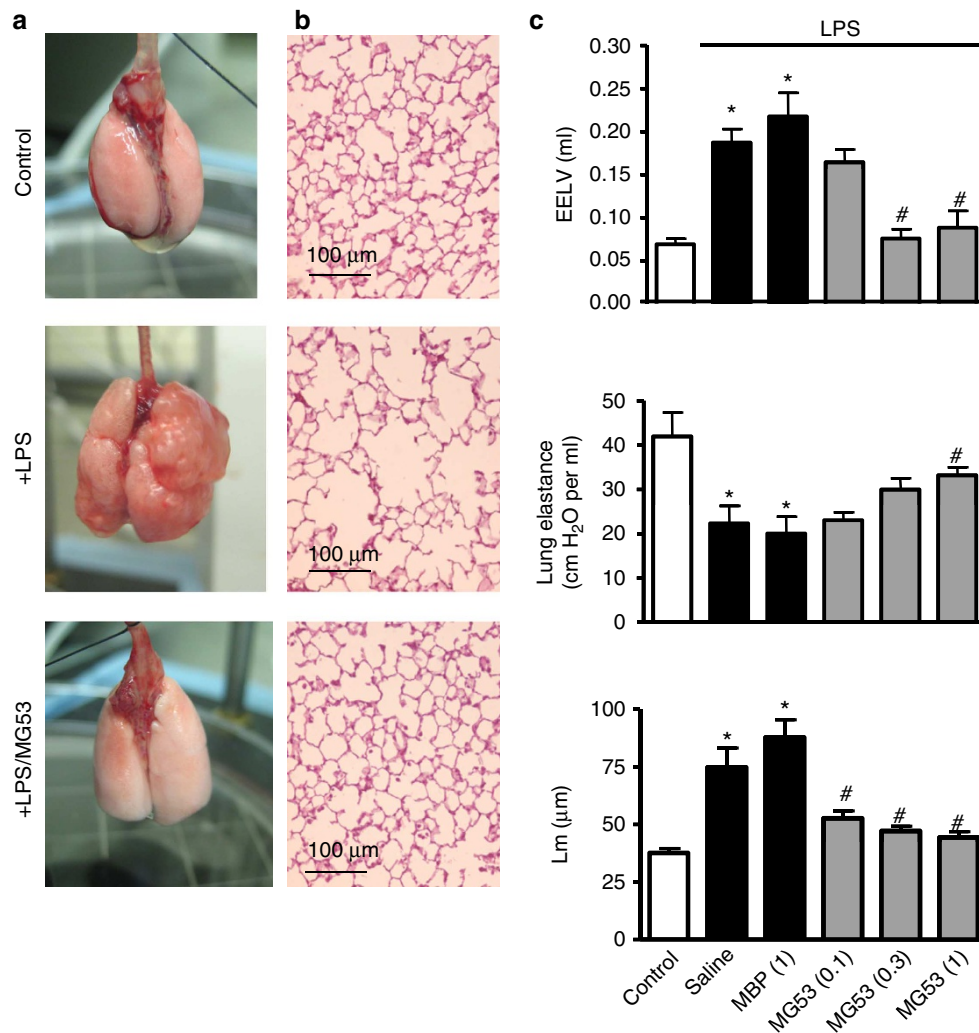 a
b
c
Control
100 μm
+LPS
100 μm
+LPS/MG53
100 μm
LPS
EELV (ml)
0.30
0.25
0.20
0.15
0.10
0.05
0.00
*
*
#
#
Lung elastance
(cm H₂O per ml)
50
40
30
20
10
0
*
*
#
Lm (μm)
100
75
50
25
0
*
*
#
#
#
Control
Saline
MBP (1)
MG53 (0.1)
MG53 (0.3)
MG53 (1)